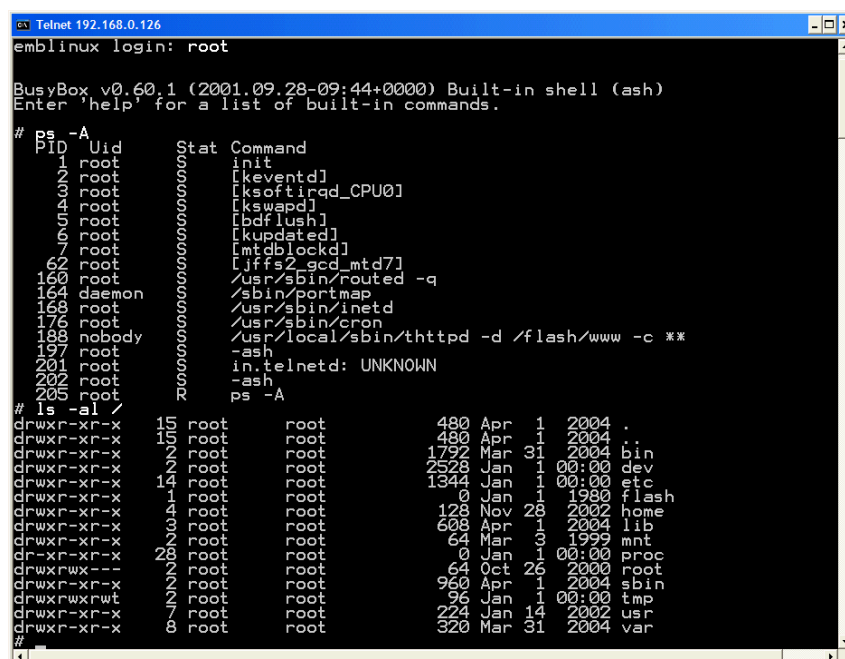 Telnet 192.168.0.126
emblinux login: root
BusyBox v0.60.1 (2001.09.28-09:44+0000) Built-in shell (ash)
Enter 'help' for a list of built-in commands.
# ps -A
  PID  Uid     Stat Command
    1 root     S    init
    2 root     S    [keventd]
    3 root     S    [ksoftirqd_CPU0]
    4 root     S    [kswapd]
    5 root     S    [bdflush]
    6 root     S    [kupdated]
    7 root     S    [mtdblockd]
   62 root     S    [jffs2_gcd_mtd7]
  160 root     S    /usr/sbin/routed -q
  164 daemon   S    /sbin/portmap
  168 root     S    /usr/sbin/inetd
  176 root     S    /usr/sbin/cron
  188 nobody   S    /usr/local/sbin/thttpd -d /flash/www -c **
  197 root     S    -ash
  201 root     S    in.telnetd: UNKNOWN
  202 root     S    -ash
  205 root     R    ps -A
# ls -al /
drwxr-xr-x   15 root     root          480 Apr  1  2004 .
drwxr-xr-x   15 root     root          480 Apr  1  2004 ..
drwxr-xr-x    2 root     root         1792 Mar 31  2004 bin
drwxr-xr-x    2 root     root         2528 Jan  1 00:00 dev
drwxr-xr-x   14 root     root         1344 Jan  1 00:00 etc
drwxr-xr-x    1 root     root            0 Jan  1  1980 flash
drwxr-xr-x    4 root     root          128 Nov 28  2002 home
drwxr-xr-x    3 root     root          608 Apr  1  2004 lib
drwxr-xr-x    2 root     root           64 Mar  3  1999 mnt
dr-xr-xr-x   28 root     root            0 Jan  1 00:00 proc
drwxrwx---    2 root     root           64 Oct 26  2000 root
drwxr-xr-x    2 root     root          960 Apr  1  2004 sbin
drwxrwxrwt    2 root     root           96 Jan  1 00:00 tmp
drwxr-xr-x    7 root     root          224 Jan 14  2002 usr
drwxr-xr-x    8 root     root          320 Mar 31  2004 var
#